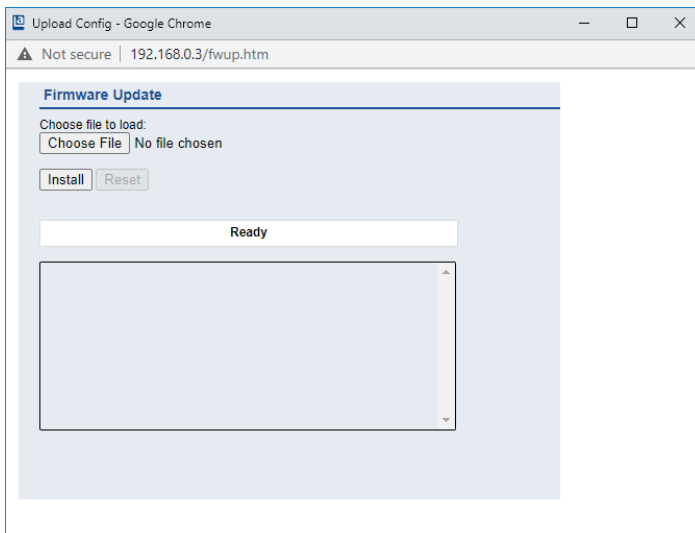 Upload Config - Google Chrome
Not secure | 192.168.0.3/fwup.htm
Firmware Update
Choose file to load:
Choose File No file chosen
Install Reset
Ready